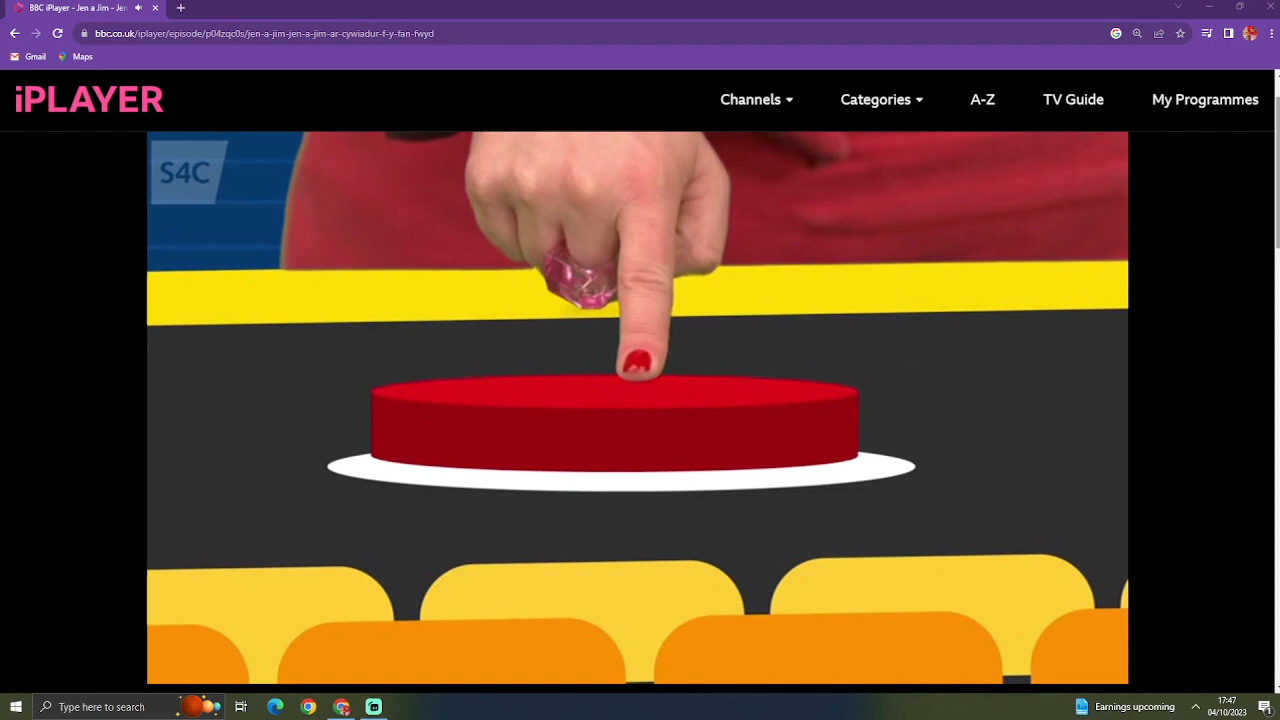 BBC iPlayer - Jen a Jim - Jen
bbc.co.uk/iplayer/episode/p04zqc0s/jen-a-jim-jen-a-jim-ar-cywiadur-f-y-fan-fwyd
Gmail
Maps
iPLAYER
Channels
Categories
A-Z
TV Guide
My Programmes
S4C
Type here to search
Earnings upcoming
17:47
04/10/2023